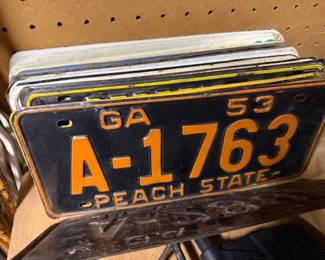 GA 53
A-1763
-PEACH STATE-